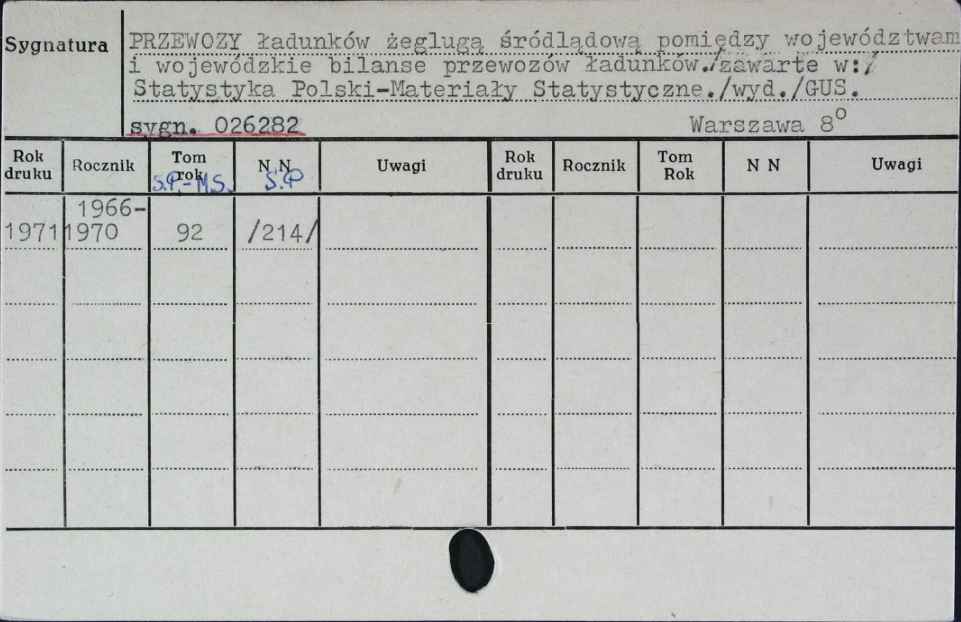 Sygnatura PRZEWOZY ładunków żeglugą śródlądową pomiędzy województwam
i wojewódzkie bilanse przewozów ładunków./zawarte w:/
Statystyka Polski-Materiały Statystyczne./wyd./GUS.
sygn. 026282 Warszawa 8°
Rok druku Rocznik Tom rok N N Uwagi Rok druku Rocznik Tom Rok N N Uwagi
S.P.-M.S. S.P
1966-
1971 1970 92 /214/